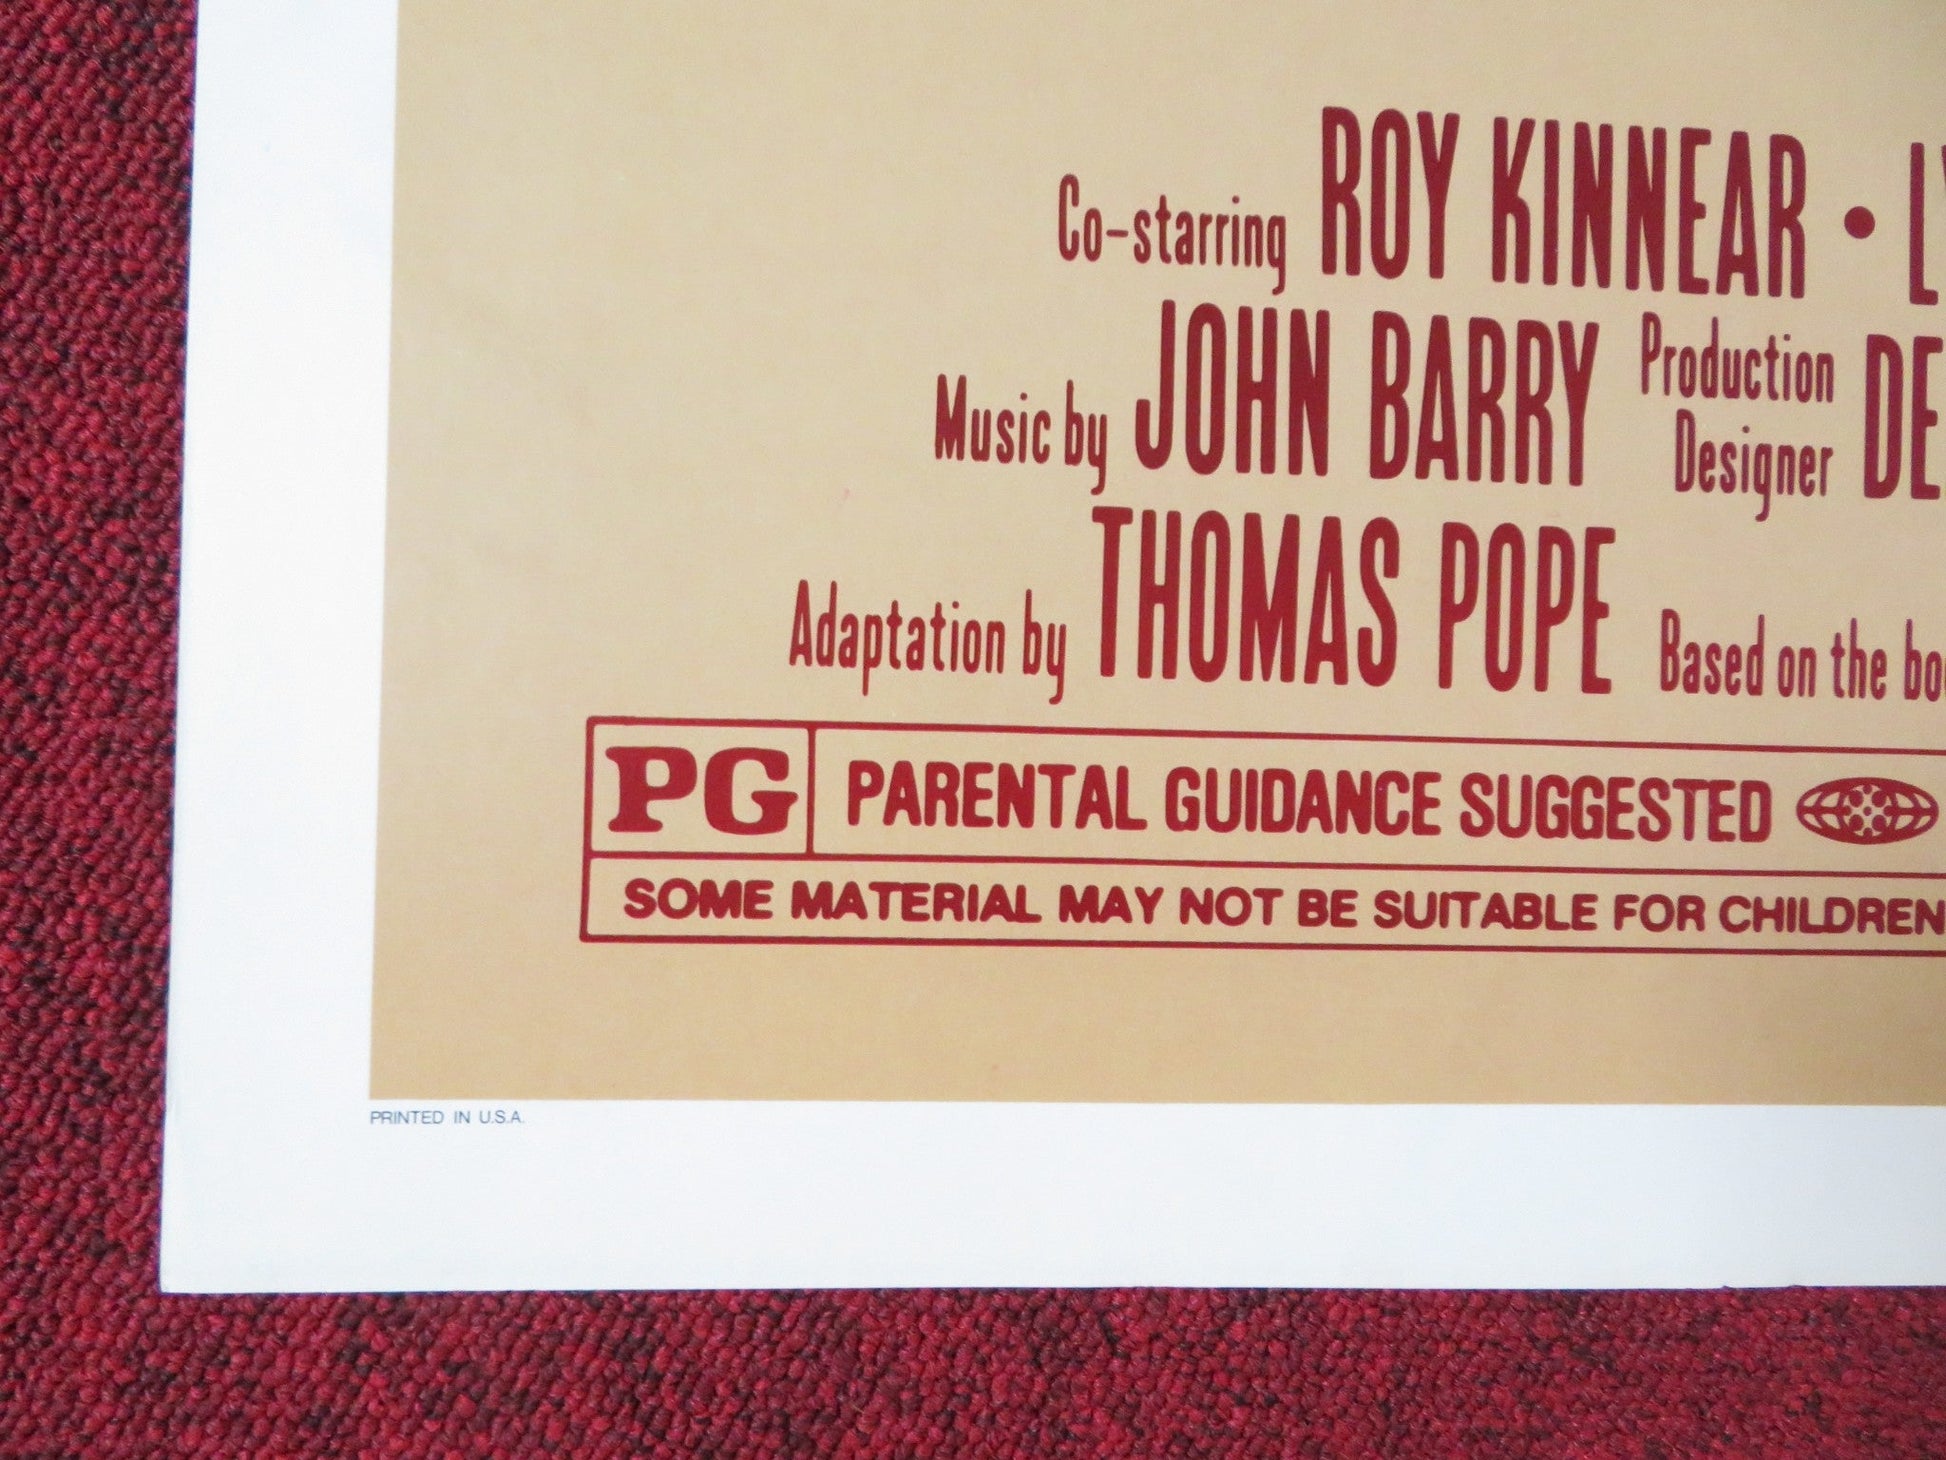 Co-starring ROY KINNEAR •
Music by JOHN BARRY Production Designer
Adaptation by THOMAS POPE Based on the
PG PARENTAL GUIDANCE SUGGESTED
SOME MATERIAL MAY NOT BE SUITABLE FOR CHILDREN
PRINTED IN U.S.A.